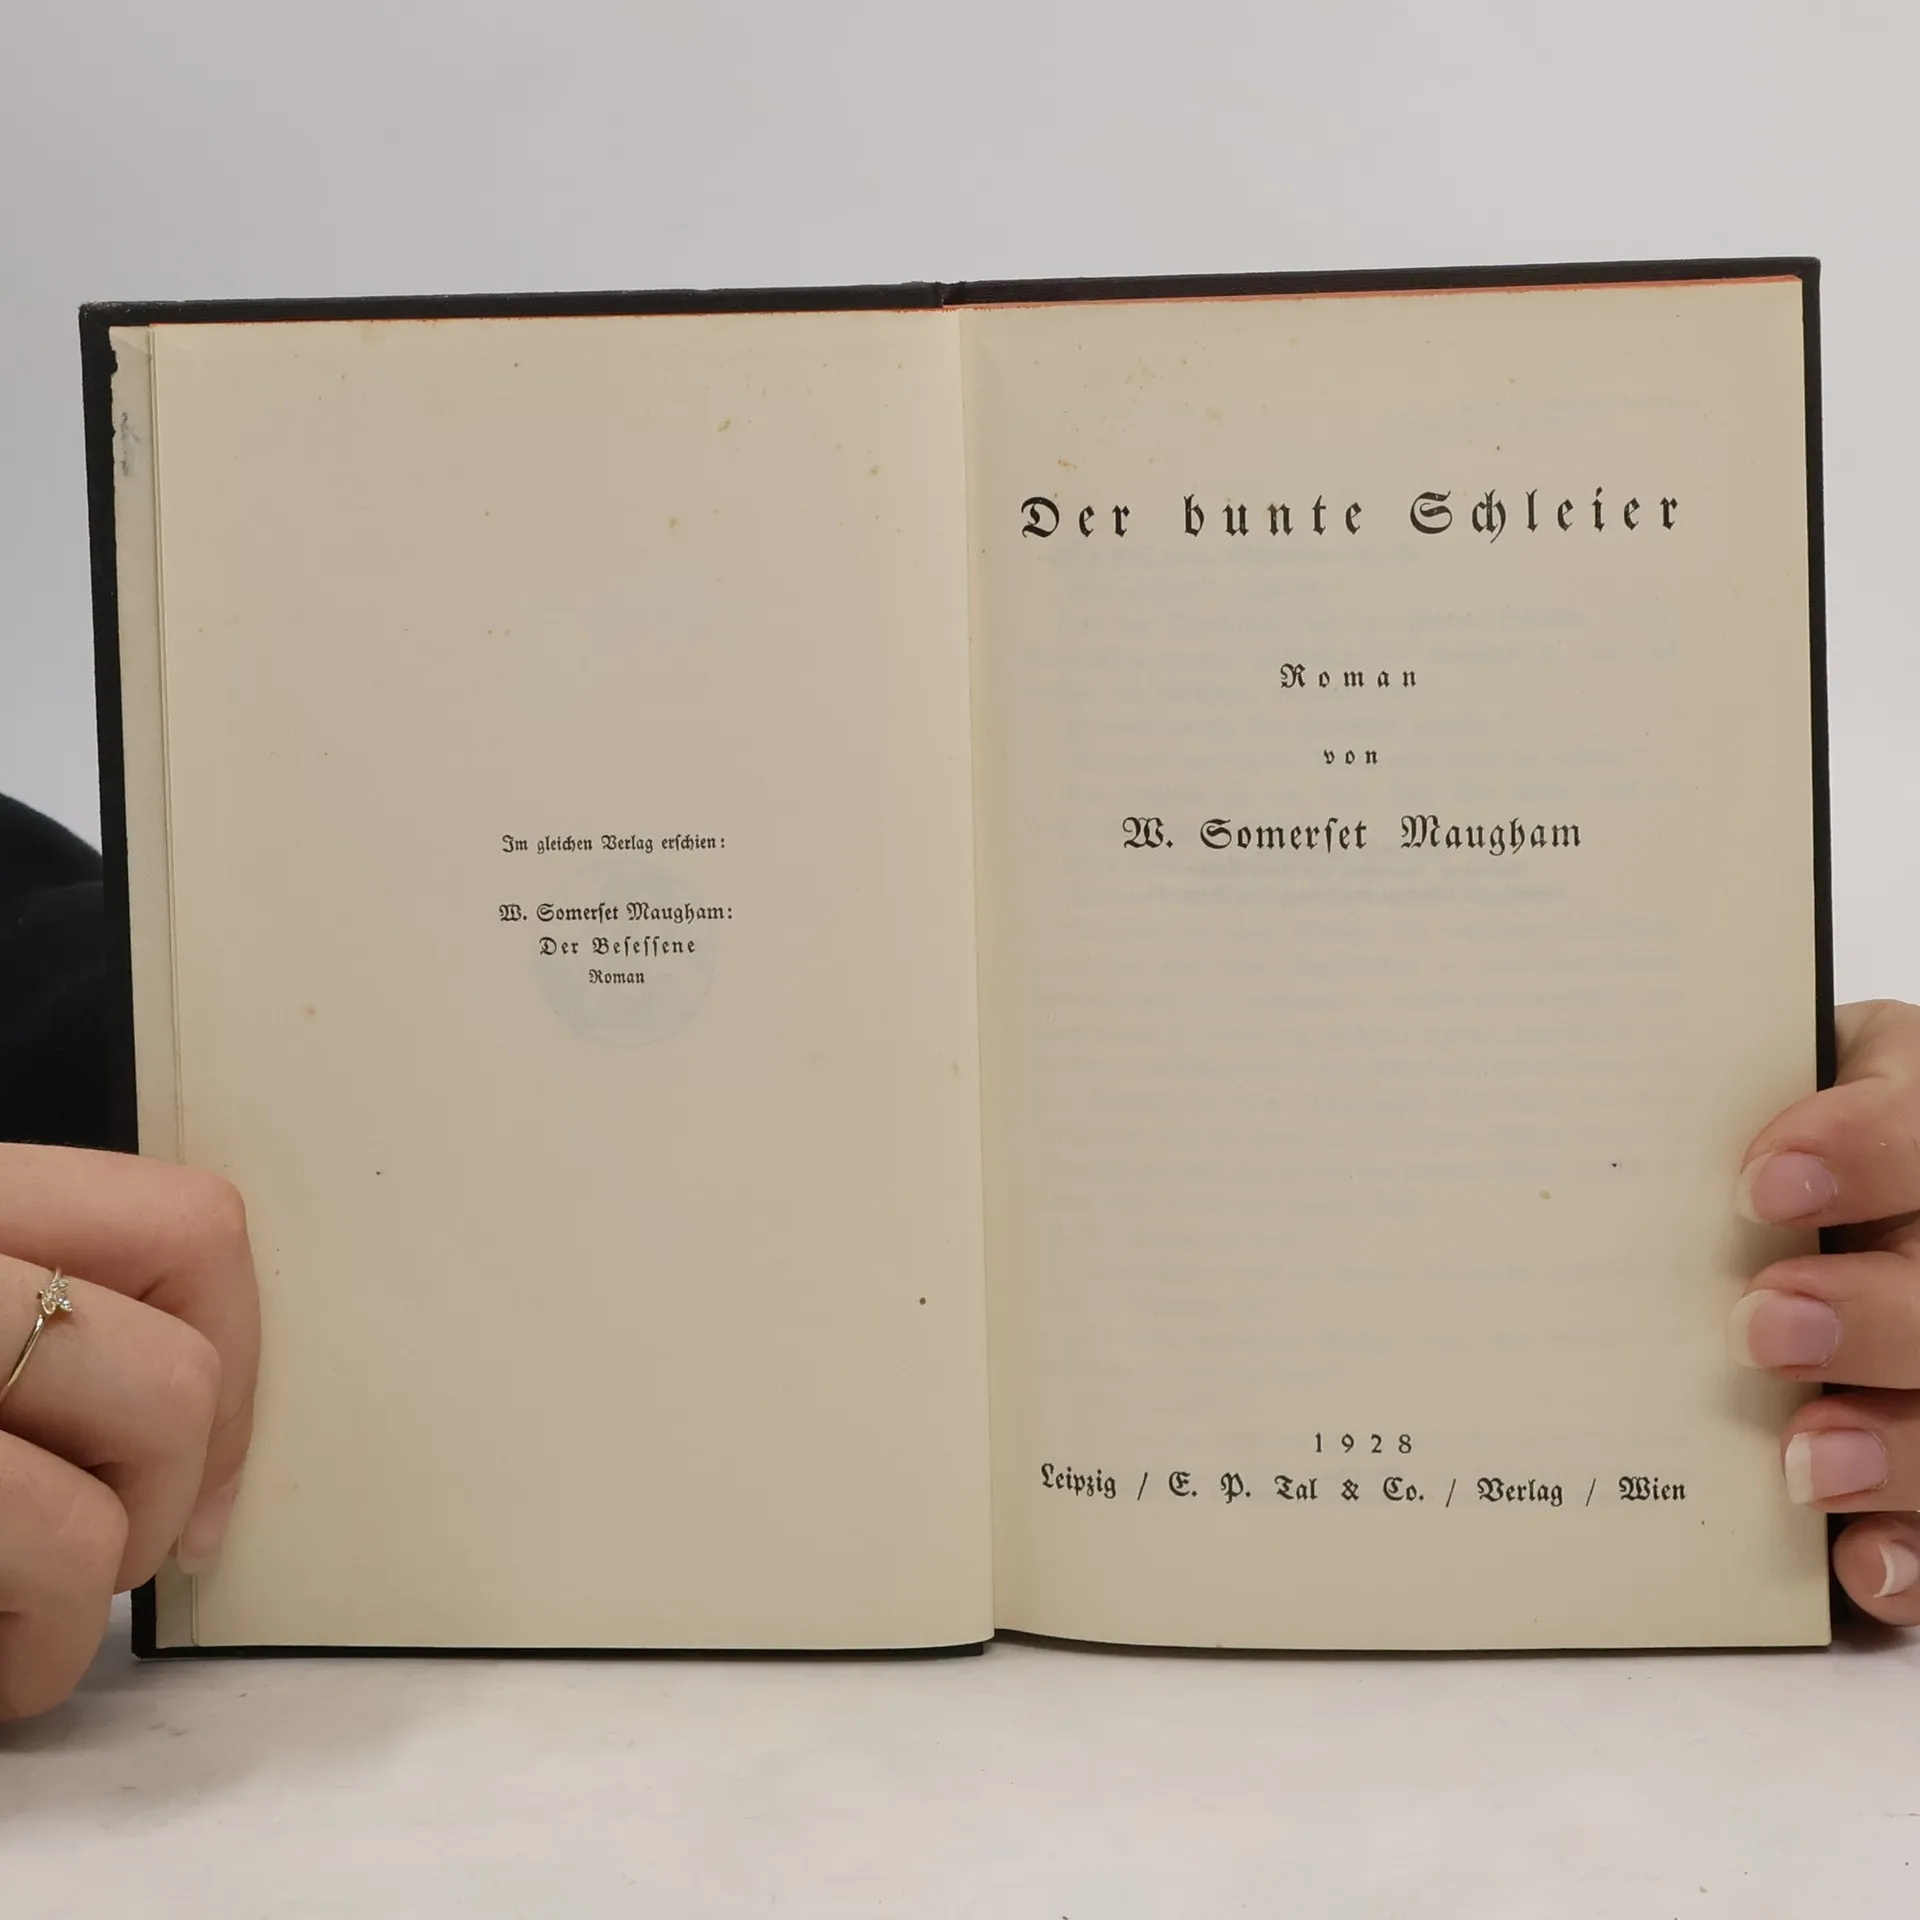 Im gleichen Verlag erſchien:
W. Somerſet Maugham:
Der Beſeſſene
Roman
Der bunte Schleier
Roman
von
W. Somerſet Maugham
1928
Leipzig / E. P. Tal & Co. / Verlag / Wien